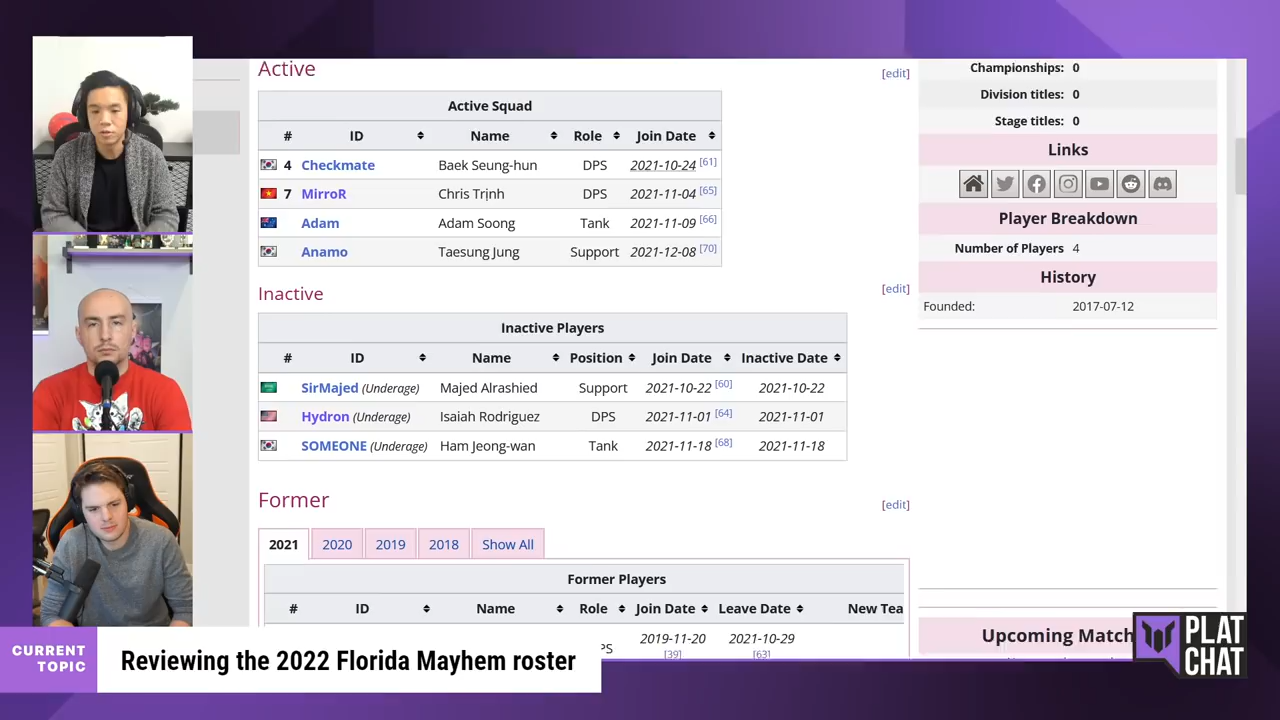 Active
[edit]
Active Squad
# ID Name Role Join Date
4 Checkmate Baek Seung-hun DPS 2021-10-24 [61]
7 MirroR Chris Trịnh DPS 2021-11-04 [65]
Adam Adam Soong Tank 2021-11-09 [66]
Anamo Taesung Jung Support 2021-12-08 [70]
Inactive
[edit]
Inactive Players
# ID Name Position Join Date Inactive Date
SirMajed (Underage) Majed Alrashied Support 2021-10-22 [60] 2021-10-22
Hydron (Underage) Isaiah Rodriguez DPS 2021-11-01 [64] 2021-11-01
SOMEONE (Underage) Ham Jeong-wan Tank 2021-11-18 [68] 2021-11-18
Former
[edit]
2021 2020 2019 2018 Show All
Former Players
# ID Name Role Join Date Leave Date New Tea
PS 2019-11-20 [39] 2021-10-29 [63]
Championships: 0
Division titles: 0
Stage titles: 0
Links
Player Breakdown
Number of Players 4
History
Founded: 2017-07-12
Upcoming Match
PLAT
CHAT
CURRENT
TOPIC
Reviewing the 2022 Florida Mayhem roster